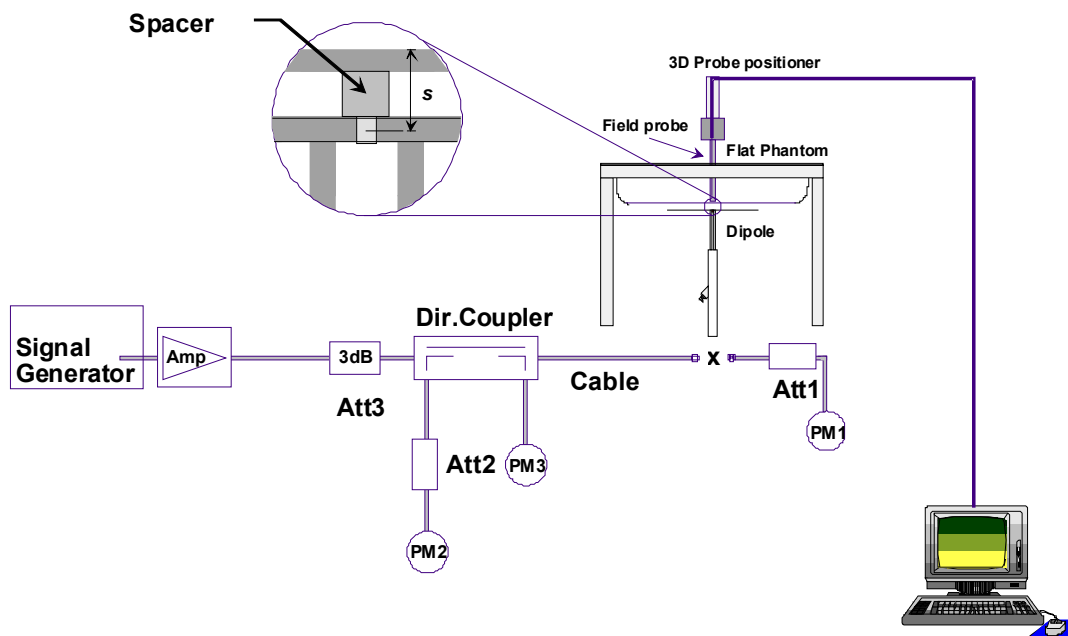 Spacer
s
3D Probe positioner
Field probe
Flat Phantom
Dipole
Dir.Coupler
Signal
Generator
Amp
3dB
Cable
x
Att1
Att3
PM1
Att2
PM3
PM2